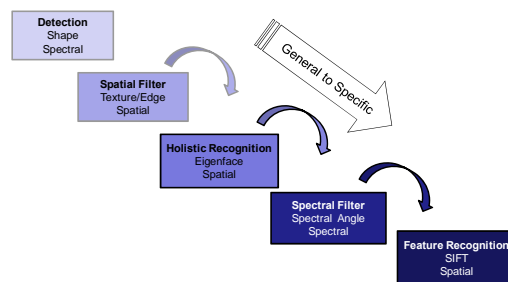 Detection
Shape
Spectral
General to Specific
Spatial Filter
Texture/Edge
Spatial
Holistic Recognition
Eigenface
Spatial
Spectral Filter
Spectral Angle
Spectral
Feature Recognition
SIFT
Spatial